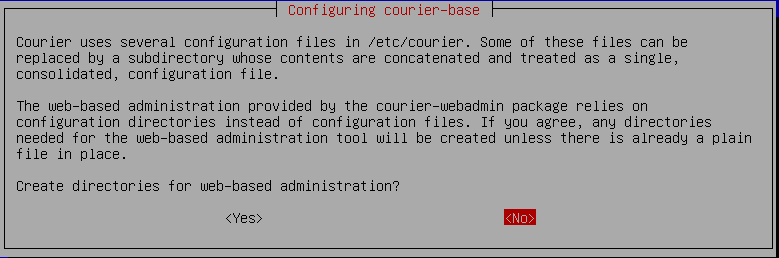 Configuring courier-base
Courier uses several configuration files in /etc/courier. Some of these files can be
replaced by a subdirectory whose contents are concatenated and treated as a single,
consolidated, configuration file.
The web-based administration provided by the courier-webadmin package relies on
configuration directories instead of configuration files. If you agree, any directories
needed for the web-based administration tool will be created unless there is already a plain
file in place.
Create directories for web-based administration?
<Yes> <No>